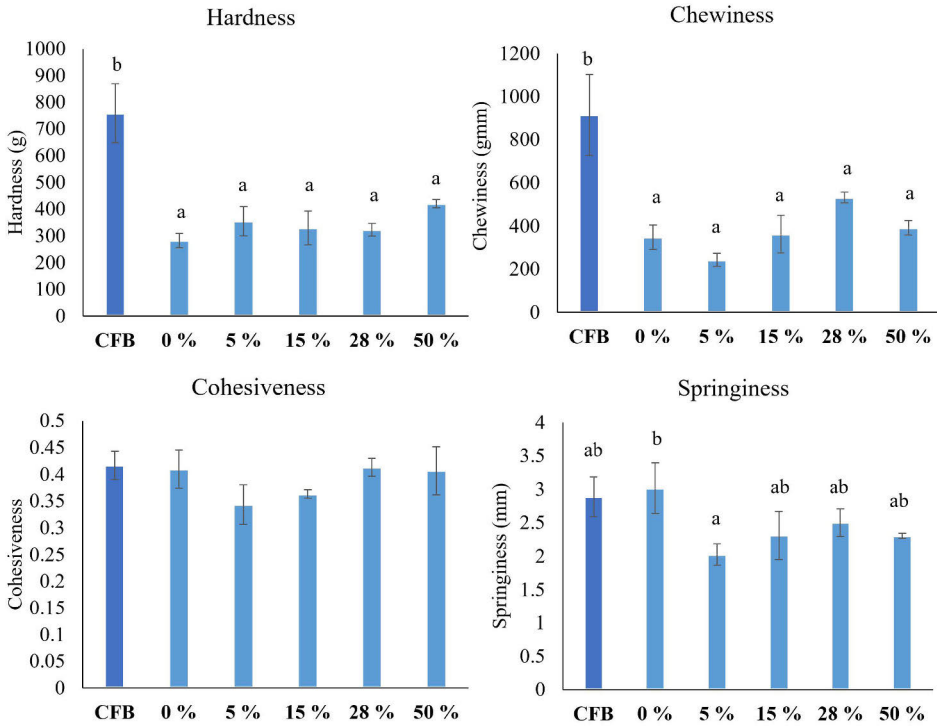 Hardness
Hardness (g)
1000
900
800
700
600
500
400
300
200
100
0
b
a
a
a
a
a
CFB 0 % 5 % 15 % 28 % 50 %
Chewiness
Chewiness (gmm)
1200
1000
800
600
400
200
0
b
a
a
a
a
a
CFB 0 % 5 % 15 % 28 % 50 %
Cohesiveness
Cohesiveness
0.5
0.45
0.4
0.35
0.3
0.25
0.2
0.15
0.1
0.05
0
CFB 0 % 5 % 15 % 28 % 50 %
Springiness
Springiness (mm)
4
3.5
3
2.5
2
1.5
1
0.5
0
ab
b
a
ab
ab
ab
CFB 0 % 5 % 15 % 28 % 50 %